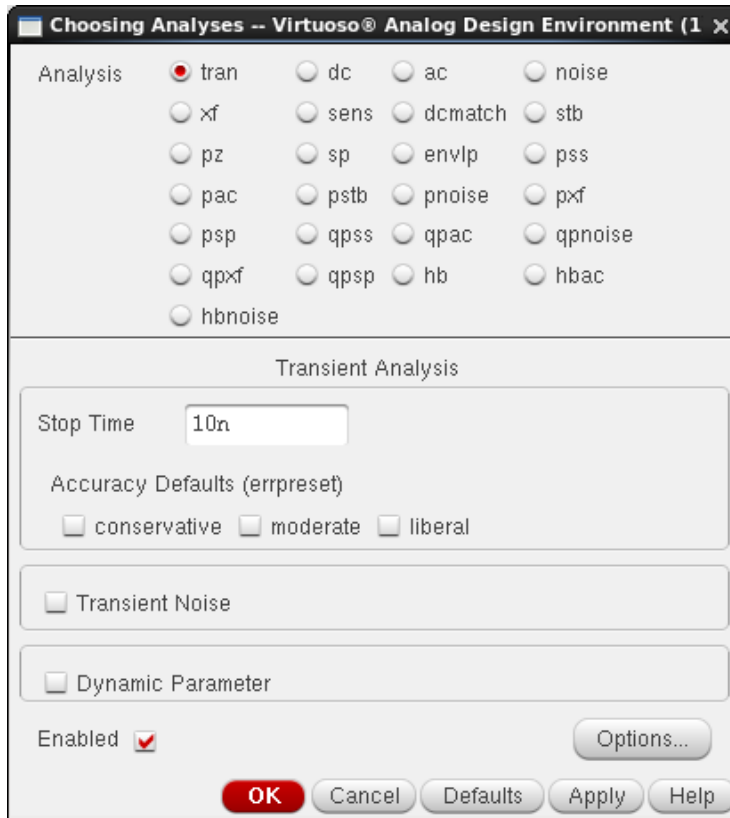 Choosing Analyses -- Virtuoso® Analog Design Environment (1
Analysis tran dc ac noise
xf sens dcmatch stb
pz sp envlp pss
pac pstb pnoise pxf
psp qpss qpac qpnoise
qpxf qpsp hb hbac
hbnoise
Transient Analysis
Stop Time 10n
Accuracy Defaults (errpreset)
conservative moderate liberal
Transient Noise
Dynamic Parameter
Enabled Options...
OK Cancel Defaults Apply Help